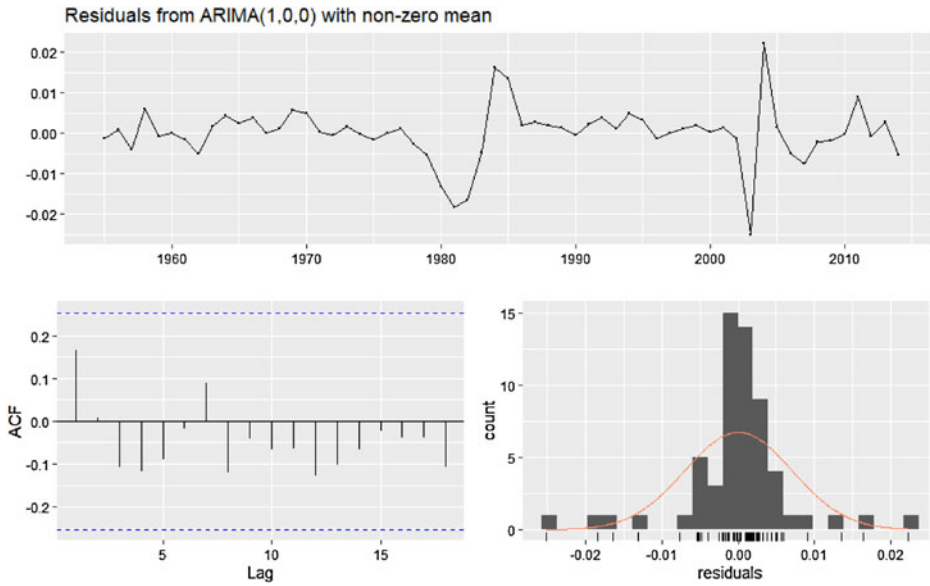 Residuals from ARIMA(1,0,0) with non-zero mean
0.02
0.01
0.00
-0.01
-0.02
1960 1970 1980 1990 2000 2010
ACF
0.2
0.1
0.0
-0.1
-0.2
5 10 15
Lag
count
15
10
5
0
-0.02 -0.01 0.00 0.01 0.02
residuals